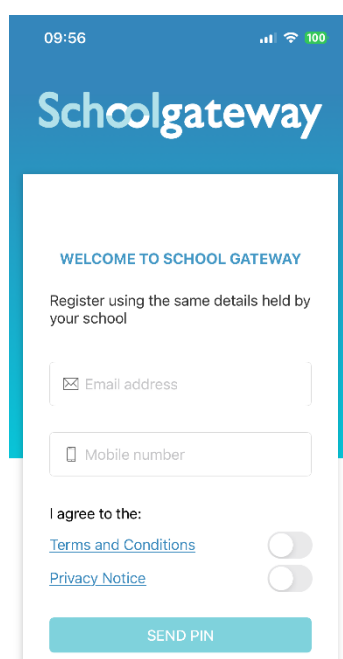 09:56
100
Schoolgateway
WELCOME TO SCHOOL GATEWAY
Register using the same details held by
your school
Email address
Mobile number
I agree to the:
Terms and Conditions
Privacy Notice
SEND PIN